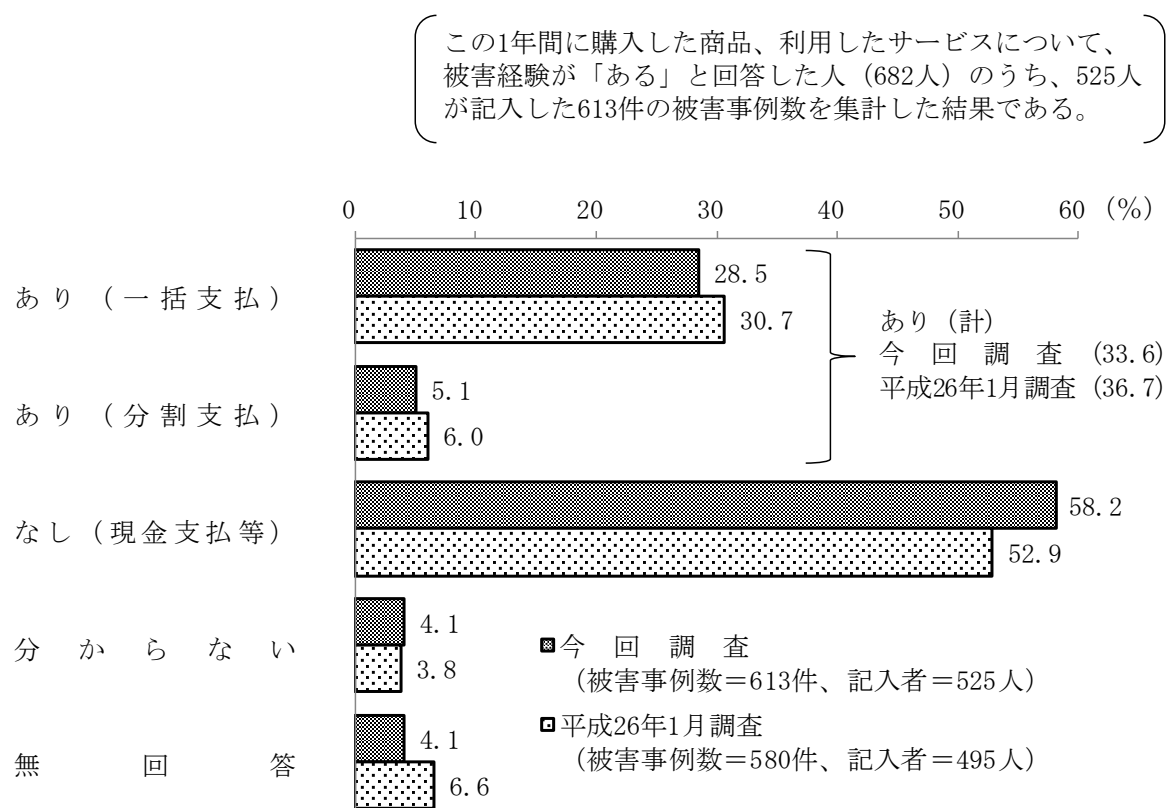 この1年間に購入した商品、利用したサービスについて、
被害経験が「ある」と回答した人（682人）のうち、525人
が記入した613件の被害事例数を集計した結果である。
0 10 20 30 40 50 60 (%)
あり（一括支払） 28.5
30.7
あり（計）
今回調査 (33.6)
平成26年1月調査 (36.7)
あり（分割支払） 5.1
6.0
なし（現金支払等） 58.2
52.9
分からない 4.1
3.8
今回調査
（被害事例数＝613件、記入者＝525人）
無回答 4.1
6.6
平成26年1月調査
（被害事例数＝580件、記入者＝495人）